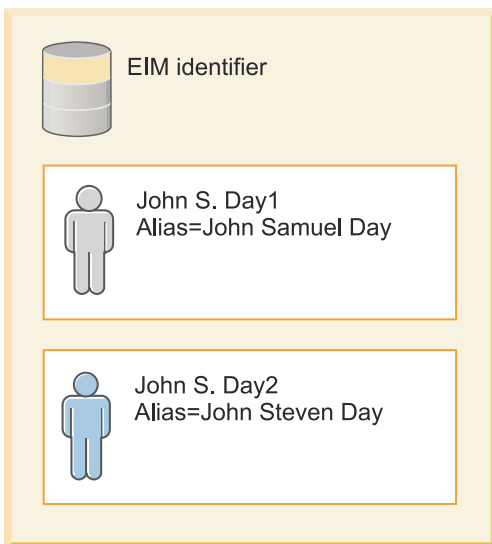 EIM identifier
John S. Day1
Alias=John Samuel Day
John S. Day2
Alias=John Steven Day